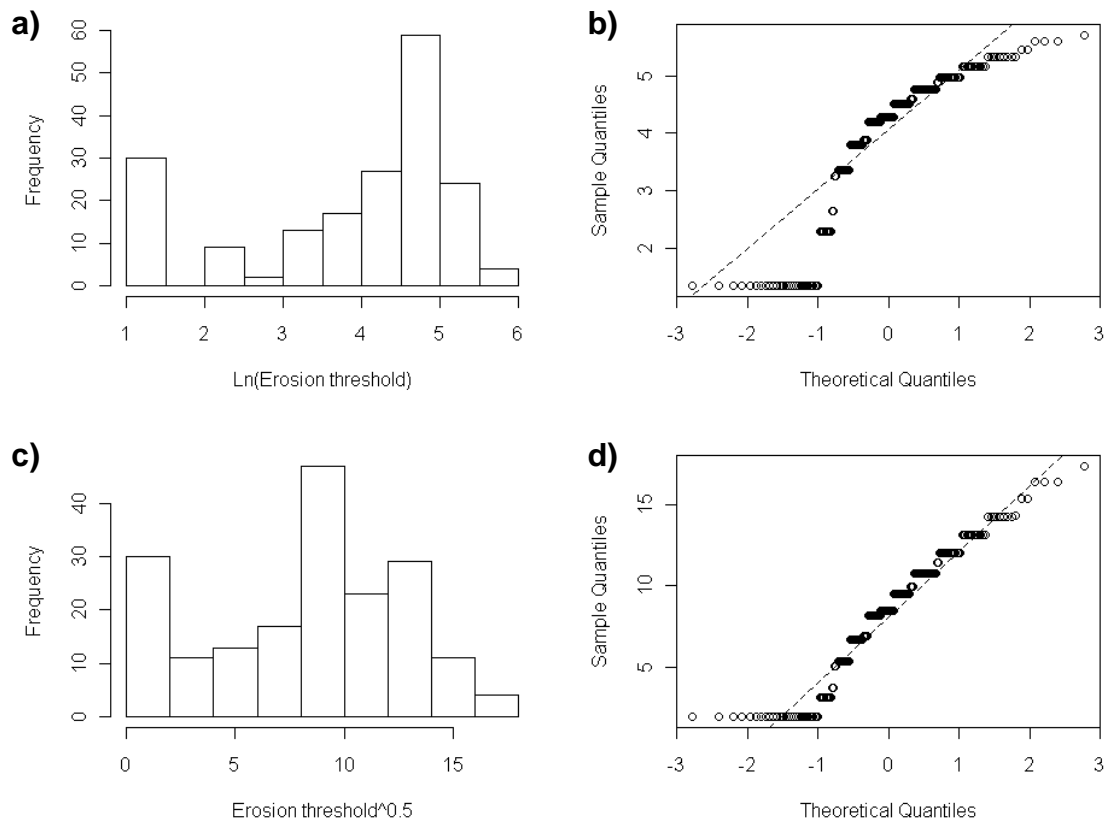 a)
Frequency
0 10 20 30 40 50 60
1 2 3 4 5 6
Ln(Erosion threshold)
b)
Sample Quantiles
2 3 4 5
-3 -2 -1 0 1 2 3
Theoretical Quantiles
c)
Frequency
0 10 20 30 40
0 5 10 15
Erosion threshold^0.5
d)
Sample Quantiles
5 10 15
-3 -2 -1 0 1 2 3
Theoretical Quantiles